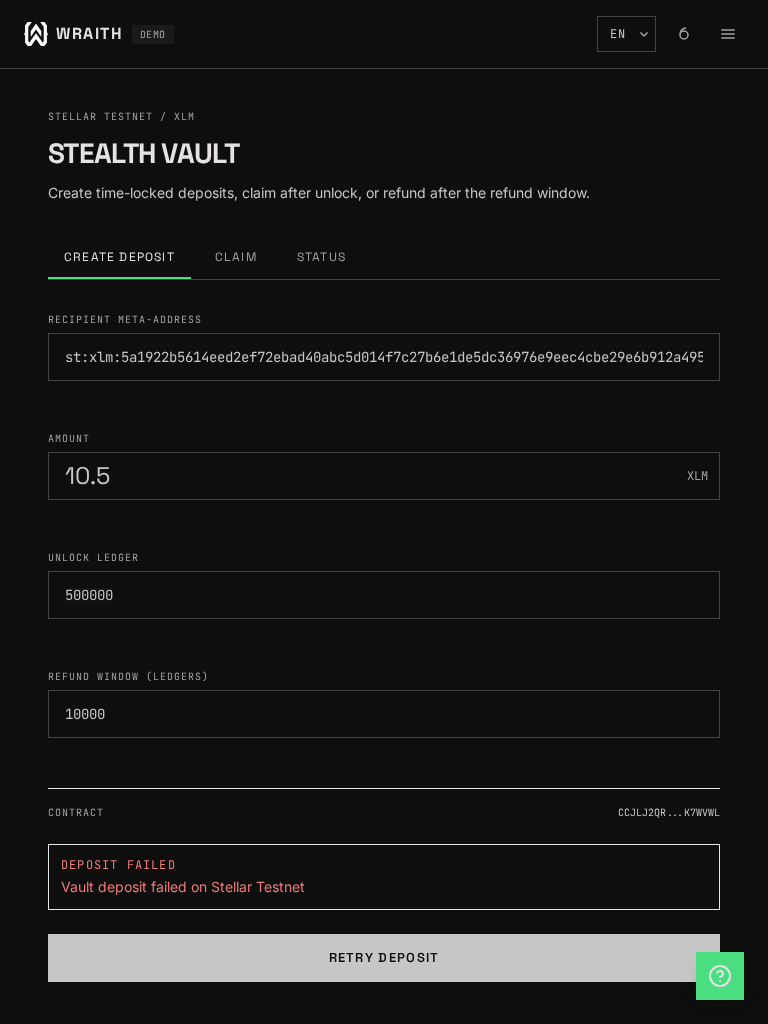 WRAITH DEMO EN
STELLAR TESTNET / XLM
STEALTH VAULT
Create time-locked deposits, claim after unlock, or refund after the refund window.
CREATE DEPOSIT CLAIM STATUS
RECIPIENT META-ADDRESS
st:xlm:5a1922b5614eed2ef72ebad40abc5d014f7c27b6e1de5dc36976e9eec4cbe29e6b912a495
AMOUNT
10.5 XLM
UNLOCK LEDGER
500000
REFUND WINDOW (LEDGERS)
10000
CONTRACT CCJLJ2QR...K7WVWL
DEPOSIT FAILED
Vault deposit failed on Stellar Testnet
RETRY DEPOSIT